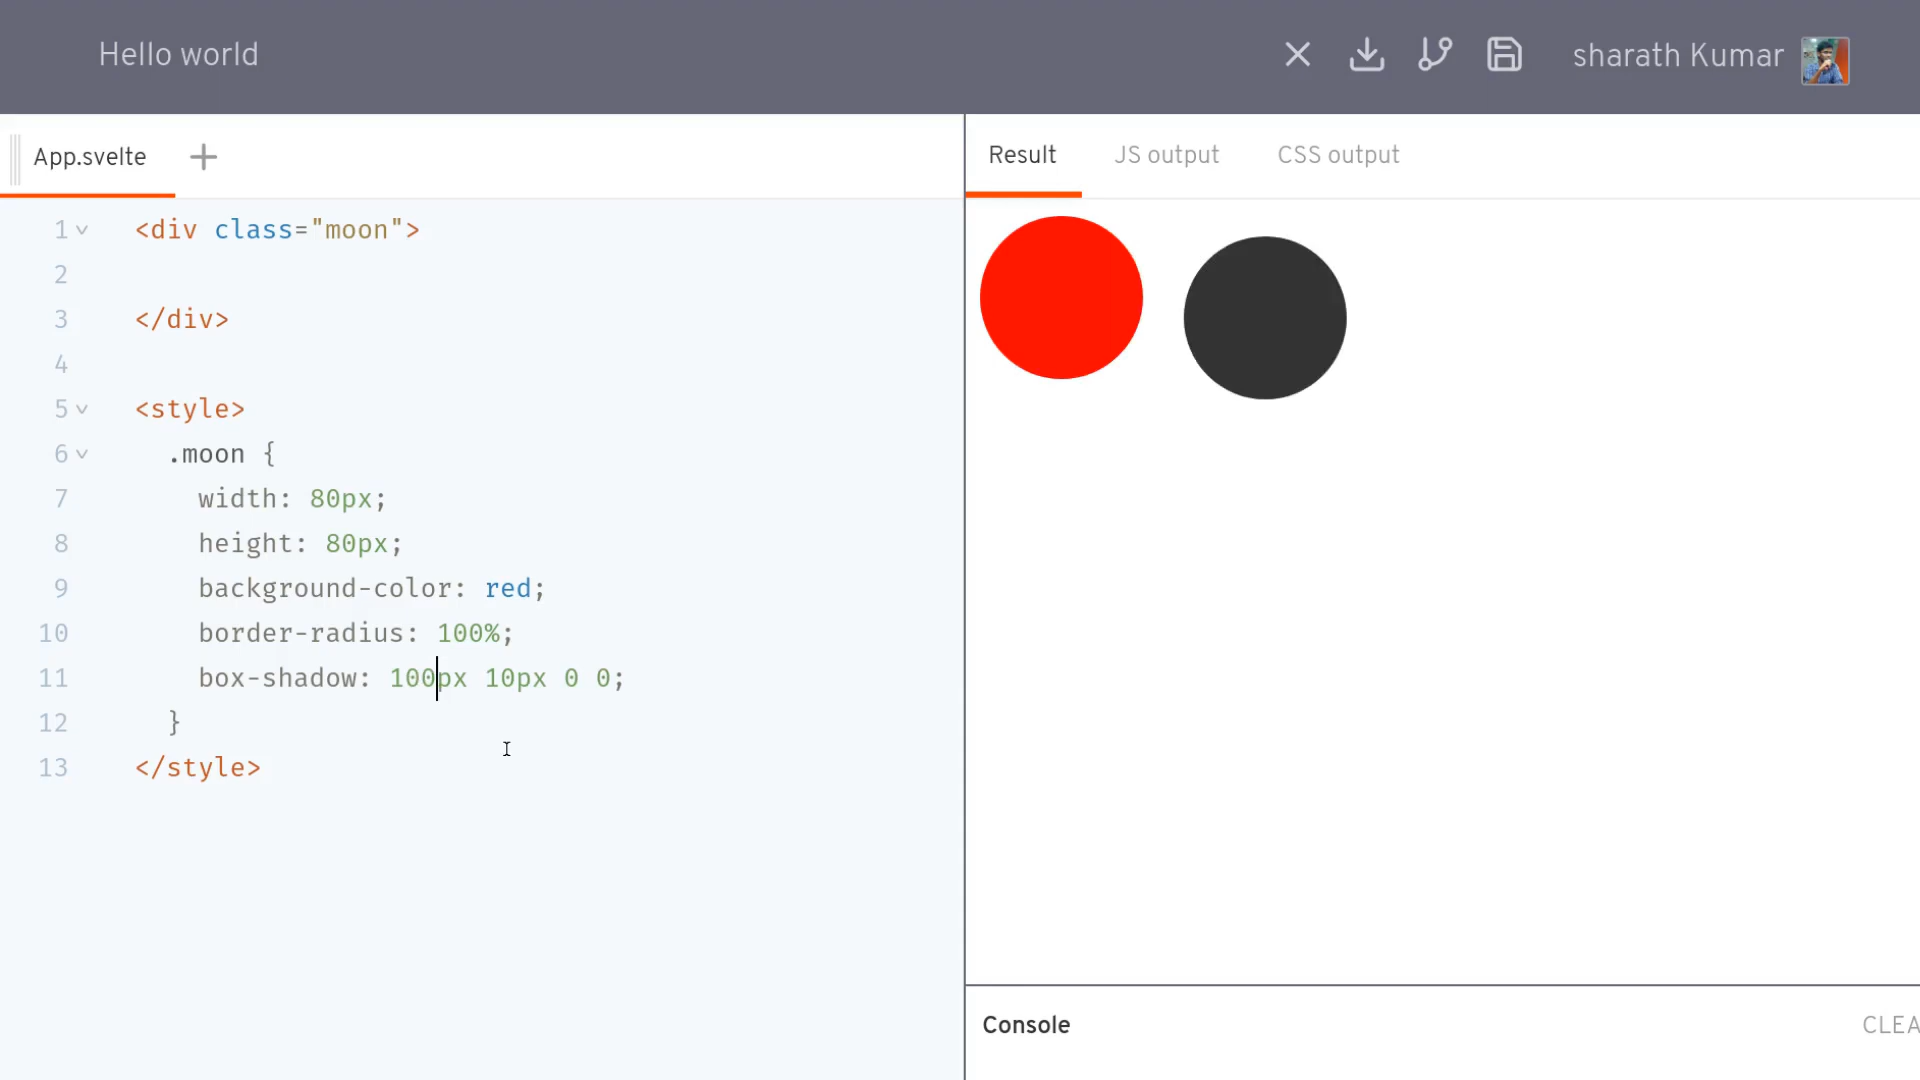 Hello world
sharath Kumar
App.svelte
Result JS output CSS output
1 <div class="moon">
2
3 </div>
4
5 <style>
6 .moon {
7 width: 80px;
8 height: 80px;
9 background-color: red;
10 border-radius: 100%;
11 box-shadow: 100px 10px 0 0;
12 }
13 </style>
Console
CLEA